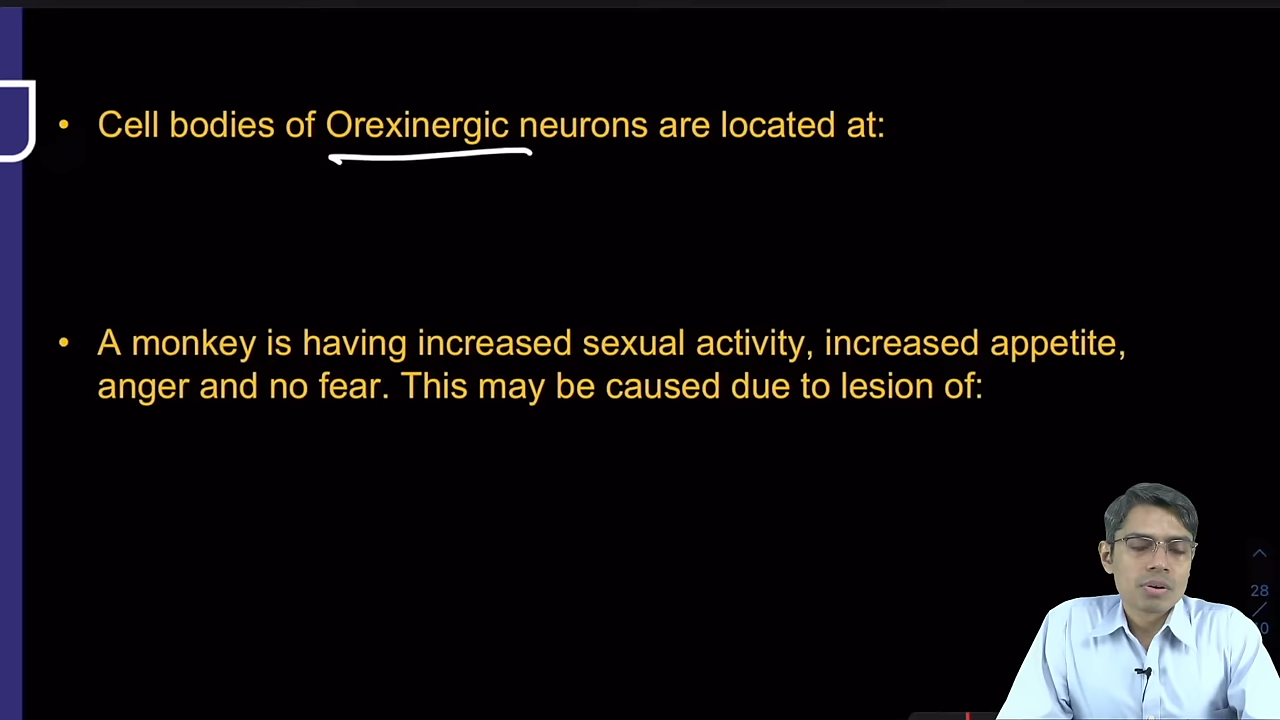 • Cell bodies of Orexinergic neurons are located at:
• A monkey is having increased sexual activity, increased appetite,
anger and no fear. This may be caused due to lesion of:
28